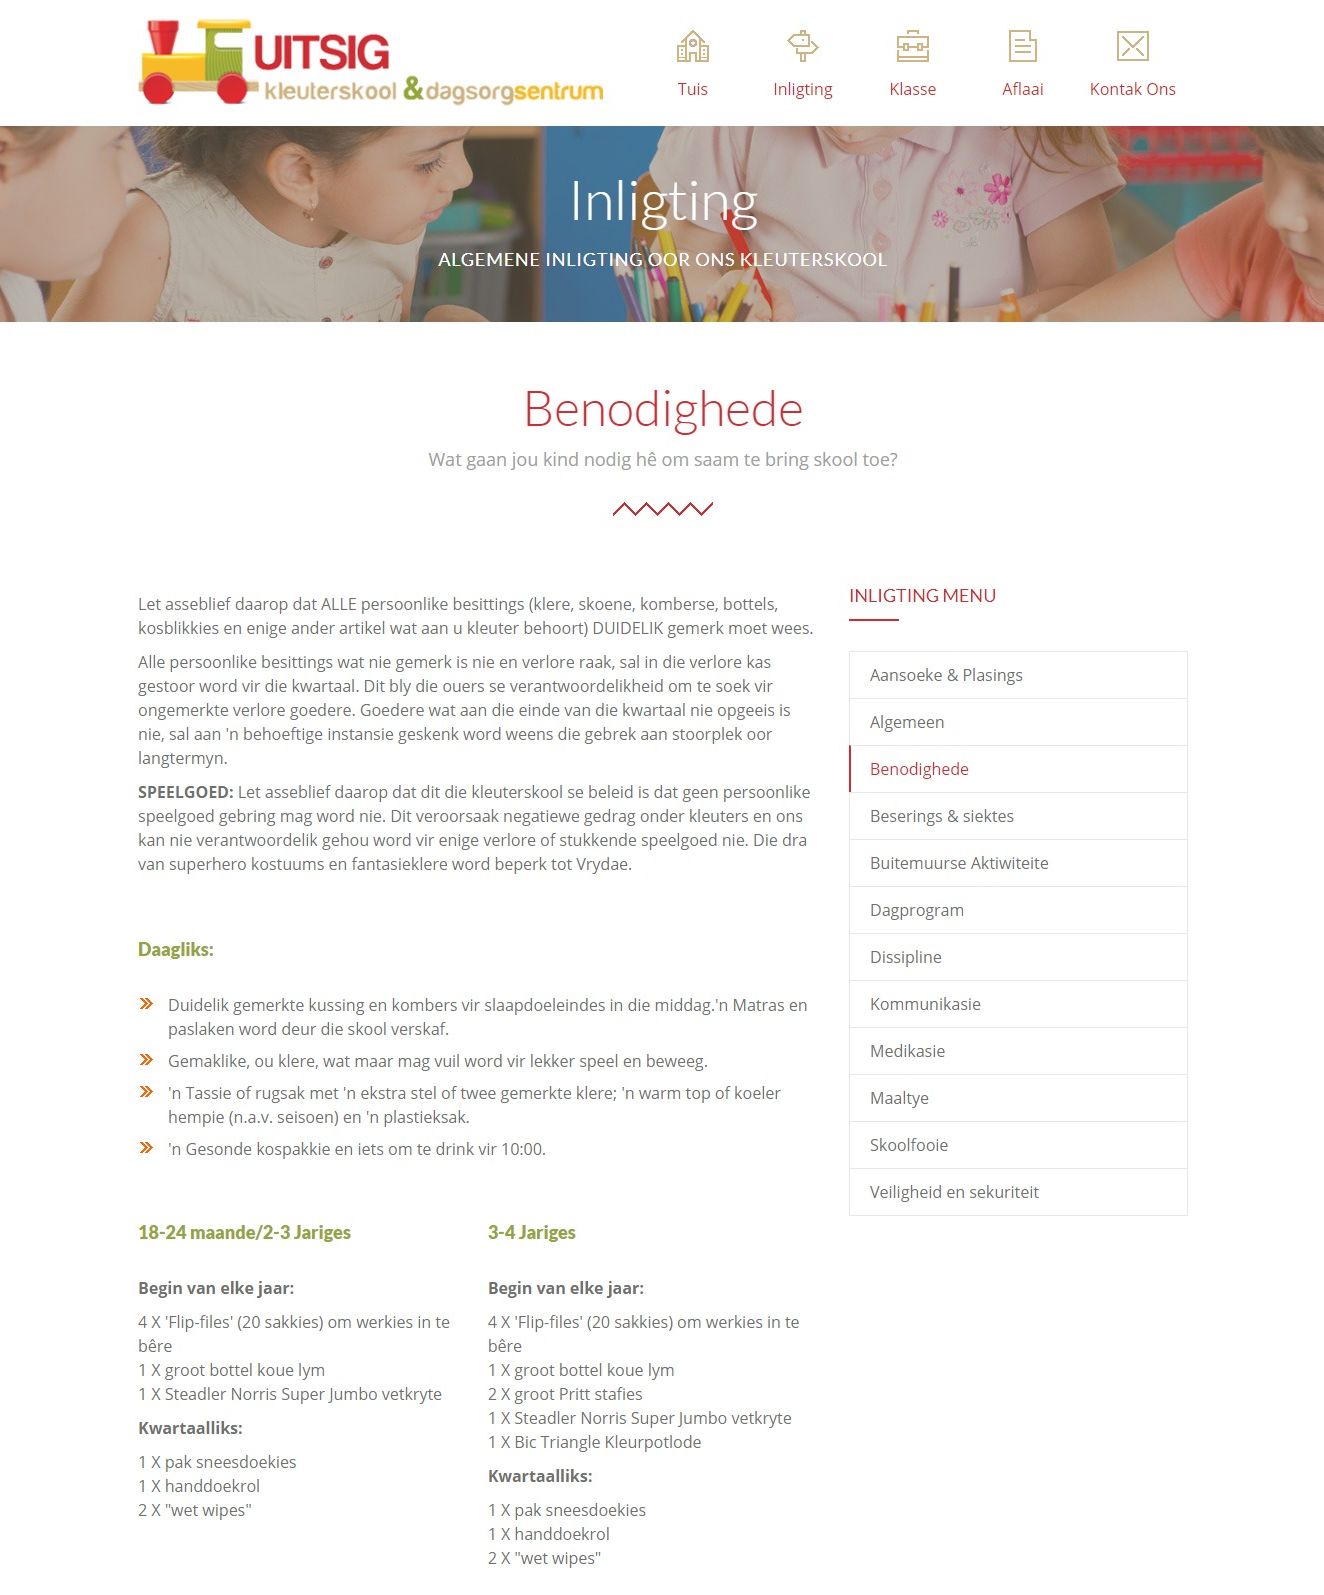 UITSIG
kleuterskool & dagsorgsentrum
Tuis
Inligting
Klasse
Aflaai
Kontak Ons
Inligting
ALGEMENE INLIGTING OOR ONS KLEUTERSKOOL
Benodighede
Wat gaan jou kind nodig hê om saam te bring skool toe?
Let asseblief daarop dat ALLE persoonlike besittings (klere, skoene, komberse, bottels,
kosblikkies en enige ander artikel wat aan u kleuter behoort) DUIDELIK gemerk moet wees.
Alle persoonlike besittings wat nie gemerk is nie en verlore raak, sal in die verlore kas
gestoor word vir die kwartaal. Dit bly die ouers se verantwoordelikheid om te soek vir
ongemerkte verlore goedere. Goedere wat aan die einde van die kwartaal nie opgeeis is
nie, sal aan 'n behoeftige instansie geskenk word weens die gebrek aan stoorplek oor
langtermyn.
SPEELGOED: Let asseblief daarop dat dit die kleuterskool se beleid is dat geen persoonlike
speelgoed gebring mag word nie. Dit veroorsaak negatiewe gedrag onder kleuters en ons
kan nie verantwoordelik gehou word vir enige verlore of stukkende speelgoed nie. Die dra
van superhero kostuums en fantasieklere word beperk tot Vrydae.
Daagliks:
Duidelik gemerkte kussing en kombers vir slaapdoeleindes in die middag.'n Matras en
paslaken word deur die skool verskaf.
Gemaklike, ou klere, wat maar mag vuil word vir lekker speel en beweeg.
'n Tassie of rugsak met 'n ekstra stel of twee gemerkte klere; 'n warm top of koeler
hempie (n.a.v. seisoen) en 'n plastieksak.
'n Gesonde kospakkie en iets om te drink vir 10:00.
18-24 maande/2-3 Jariges
Begin van elke jaar:
4 X 'Flip-files' (20 sakkies) om werkies in te
bêre
1 X groot bottel koue lym
1 X Steadler Norris Super Jumbo vetkryte
Kwartaalliks:
1 X pak sneesdoekies
1 X handdoekrol
2 X "wet wipes"
3-4 Jariges
Begin van elke jaar:
4 X 'Flip-files' (20 sakkies) om werkies in te
bêre
1 X groot bottel koue lym
2 X groot Pritt stafies
1 X Steadler Norris Super Jumbo vetkryte
1 X Bic Triangle Kleurpotlode
Kwartaalliks:
1 X pak sneesdoekies
1 X handdoekrol
2 X "wet wipes"
INLIGTING MENU
Aansoeke & Plasings
Algemeen
Benodighede
Beserings & siektes
Buitemuurse Aktiwiteite
Dagprogram
Dissipline
Kommunikasie
Medikasie
Maaltye
Skoolfooie
Veiligheid en sekuriteit